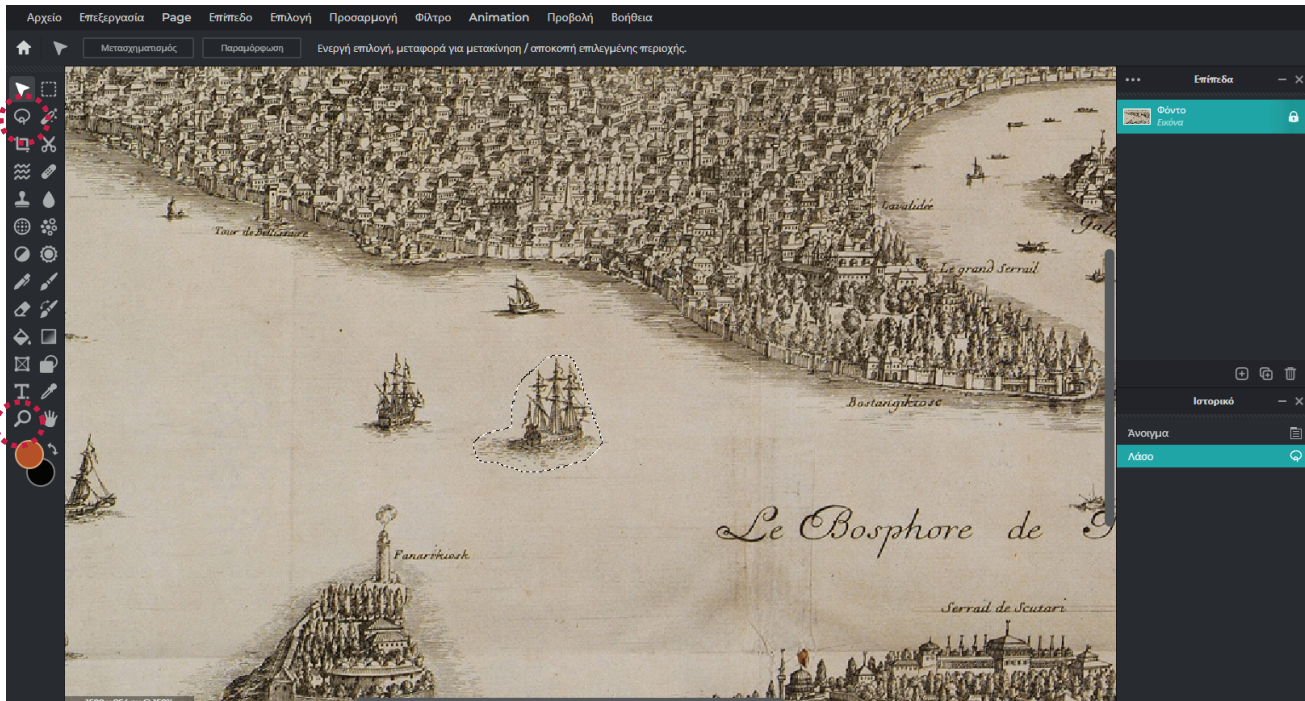 Αρχείο Επεξεργασία Page Επίπεδο Επιλογή Προσαρμογή Φίλτρο Animation Προβολή Βοήθεια
Μετασχηματισμός Παραμόρφωση Ενεργή επιλογή, μεταφορά για μετακίνηση / αποκοπή επιλεγμένης περιοχής.
Επίπεδα
Φόντο
Εικόνα
Lavalidée
Tour de Bellisaire
Le grand Serrail
Bostangikiosc
Ιστορικό
Άνοιγμα
Λάσο
Le Bosphore de
Fanarikiosk
Serrail de Scutari